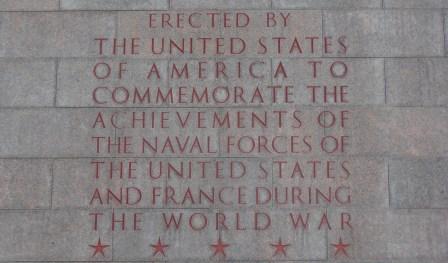 ERECTED BY
THE UNITED STATES
OF AMERICA TO
COMMEMORATE THE
ACHIEVEMENTS OF
THE NAVAL FORCES OF
THE UNITED STATES
AND FRANCE DURING
THE WORLD WAR